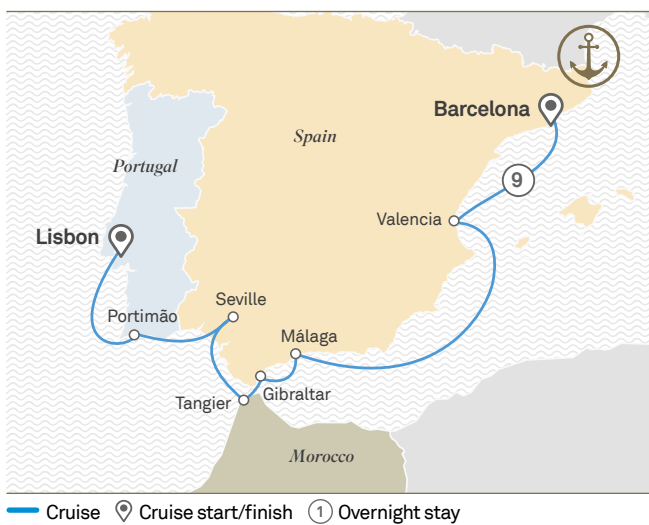 Barcelona
Spain
Portugal
9
Valencia
Lisbon
Seville
Portimão
Málaga
Gibraltar
Tangier
Morocco
Cruise Cruise start/finish 1 Overnight stay